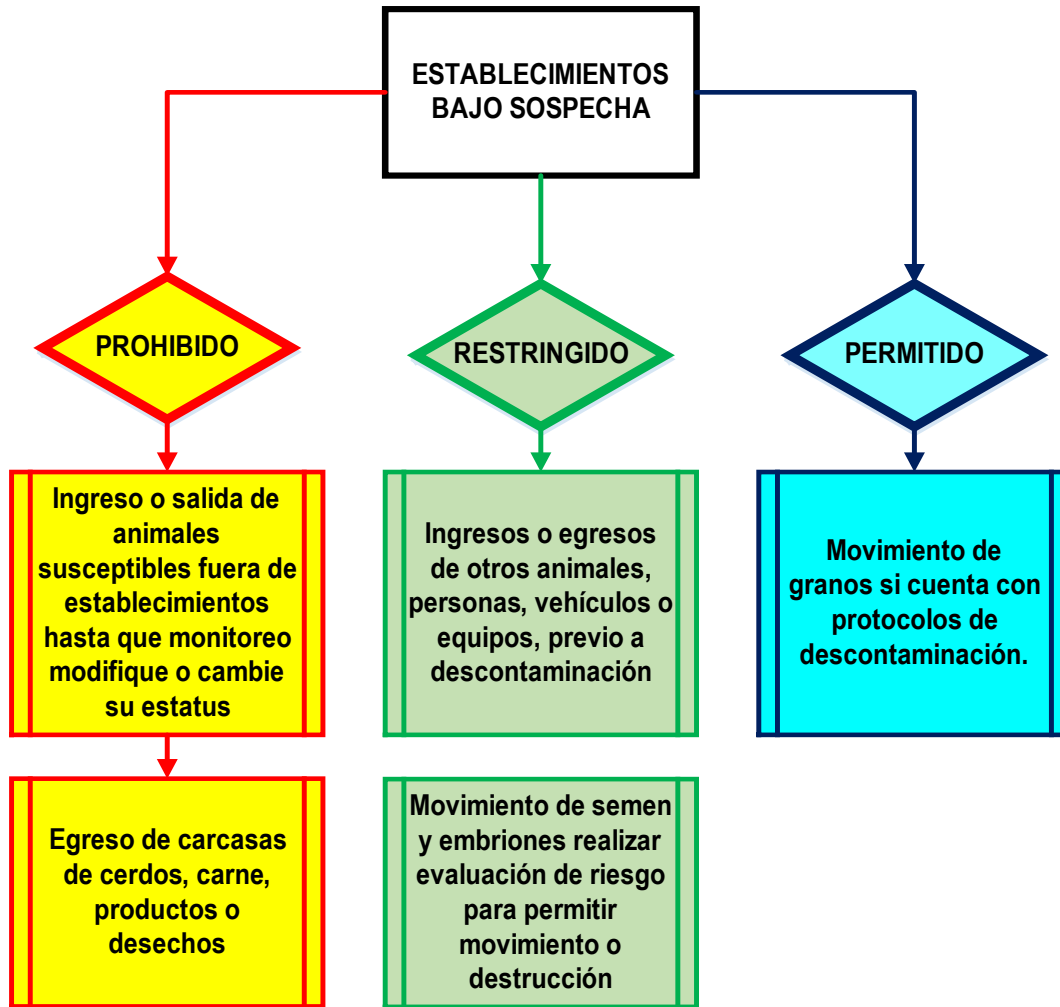 ESTABLECIMIENTOS
BAJO SOSPECHA
PROHIBIDO
RESTRINGIDO
PERMITIDO
Ingreso o salida de
animales
susceptibles fuera de
establecimientos
hasta que monitoreo
modifique o cambie
su estatus
Ingresos o egresos
de otros animales,
personas, vehículos o
equipos, previo a
descontaminación
Movimiento de
granos si cuenta con
protocolos de
descontaminación.
Egreso de carcasas
de cerdos, carne,
productos o
desechos
Movimiento de semen
y embriones realizar
evaluación de riesgo
para permitir
movimiento o
destrucción